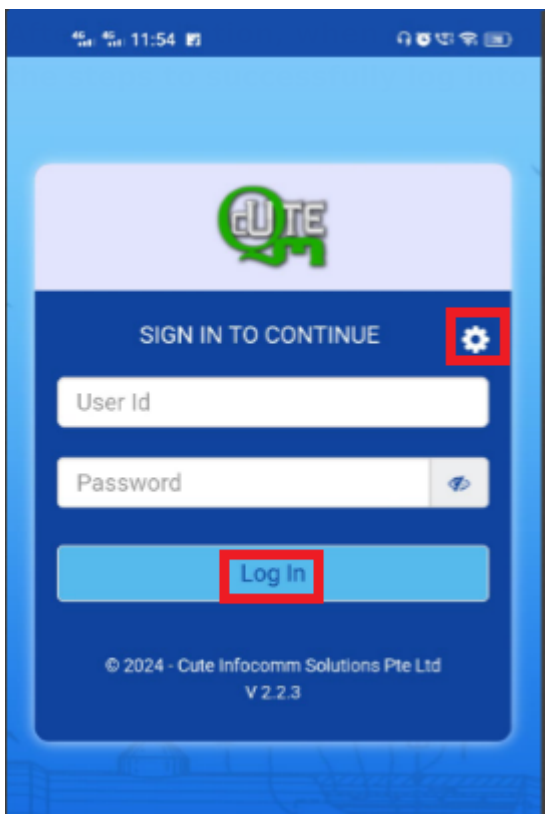 11:54
CUTE
SIGN IN TO CONTINUE
User Id
Password
Log In
© 2024 - Cute Infocomm Solutions Pte Ltd
V 2.2.3